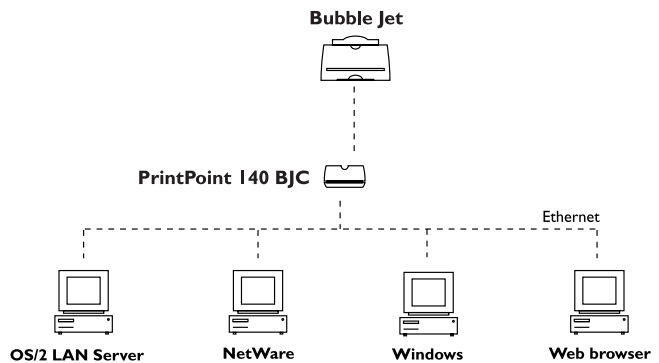 Bubble Jet
PrintPoint 140 BJC
Ethernet
OS/2 LAN Server
NetWare
Windows
Web browser